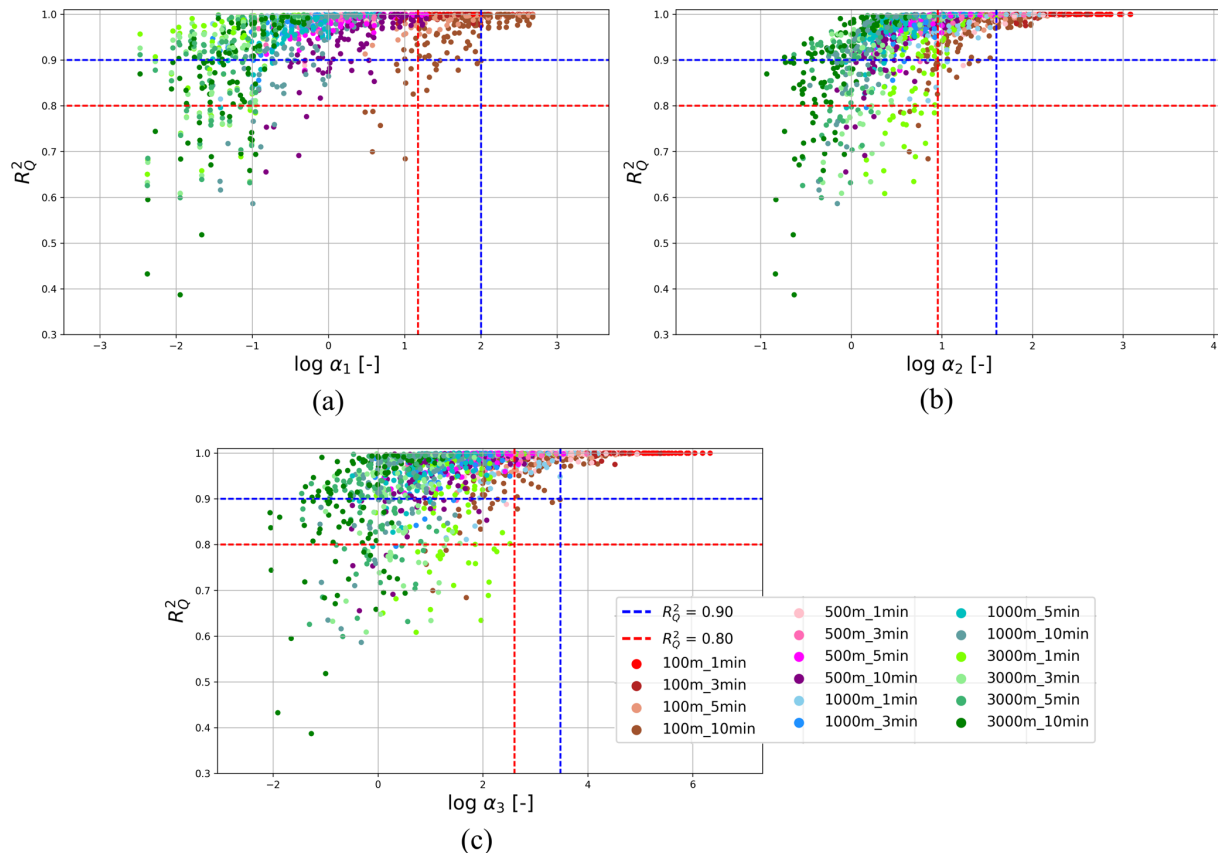 1.0
0.9
0.8
0.7
0.6
0.5
0.4
0.3
R²_Q
−3 −2 −1 0 1 2 3
log α₁ [-]
(a)
1.0
0.9
0.8
0.7
0.6
0.5
0.4
0.3
R²_Q
−1 0 1 2 3 4
log α₂ [-]
(b)
1.0
0.9
0.8
0.7
0.6
0.5
0.4
0.3
R²_Q
−2 0 2 4 6
log α₃ [-]
(c)
R²_Q = 0.90
R²_Q = 0.80
100m_1min
100m_3min
100m_5min
100m_10min
500m_1min
500m_3min
500m_5min
500m_10min
1000m_1min
1000m_3min
1000m_5min
1000m_10min
3000m_1min
3000m_3min
3000m_5min
3000m_10min